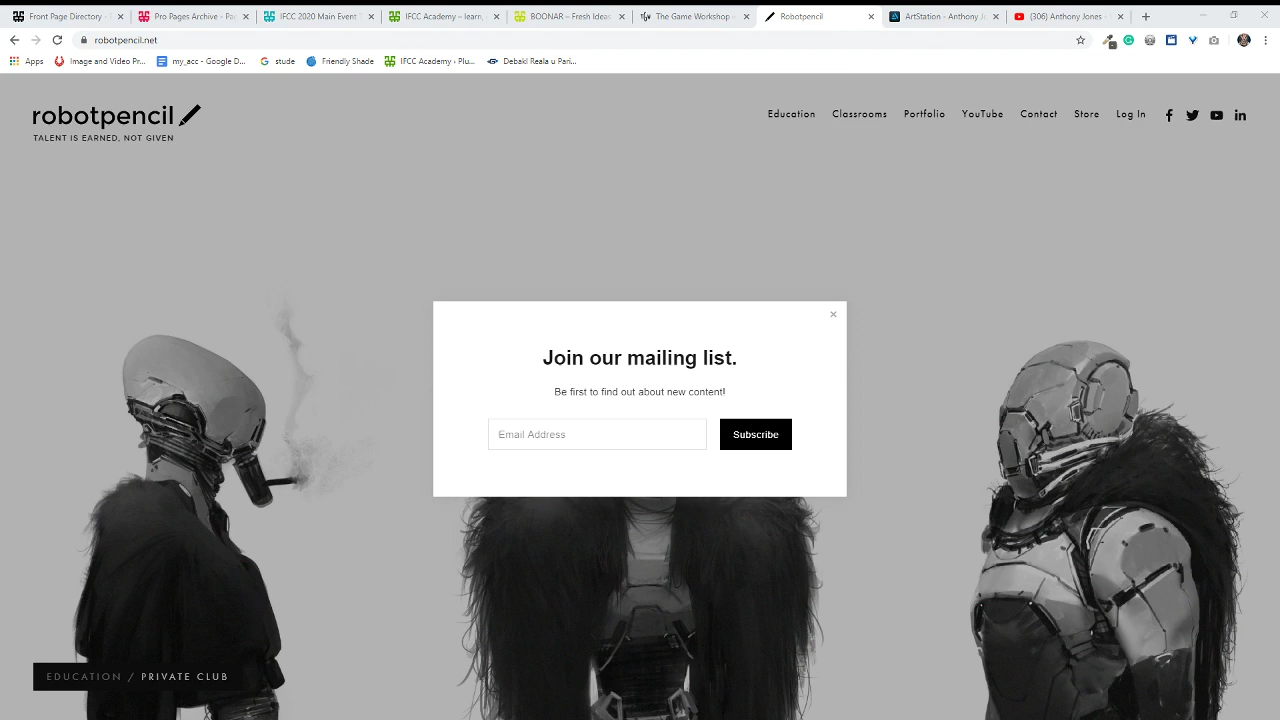 Front Page Directory -
Pro Pages Archive - Pa
IFCC 2020 Main Event
IFCC Academy – learn,
BOONAR – Fresh Ideas
The Game Workshop –
Robotpencil
ArtStation - Anthony J
(306) Anthony Jones -
robotpencil.net
Apps
Image and Video Pr...
my_acc - Google D...
stude
Friendly Shade
IFCC Academy › Plu...
Debakl Reala u Pari...
robotpencil
TALENT IS EARNED, NOT GIVEN
Education
Classrooms
Portfolio
YouTube
Contact
Store
Log In
Join our mailing list.
Be first to find out about new content!
Email Address
Subscribe
EDUCATION / PRIVATE CLUB